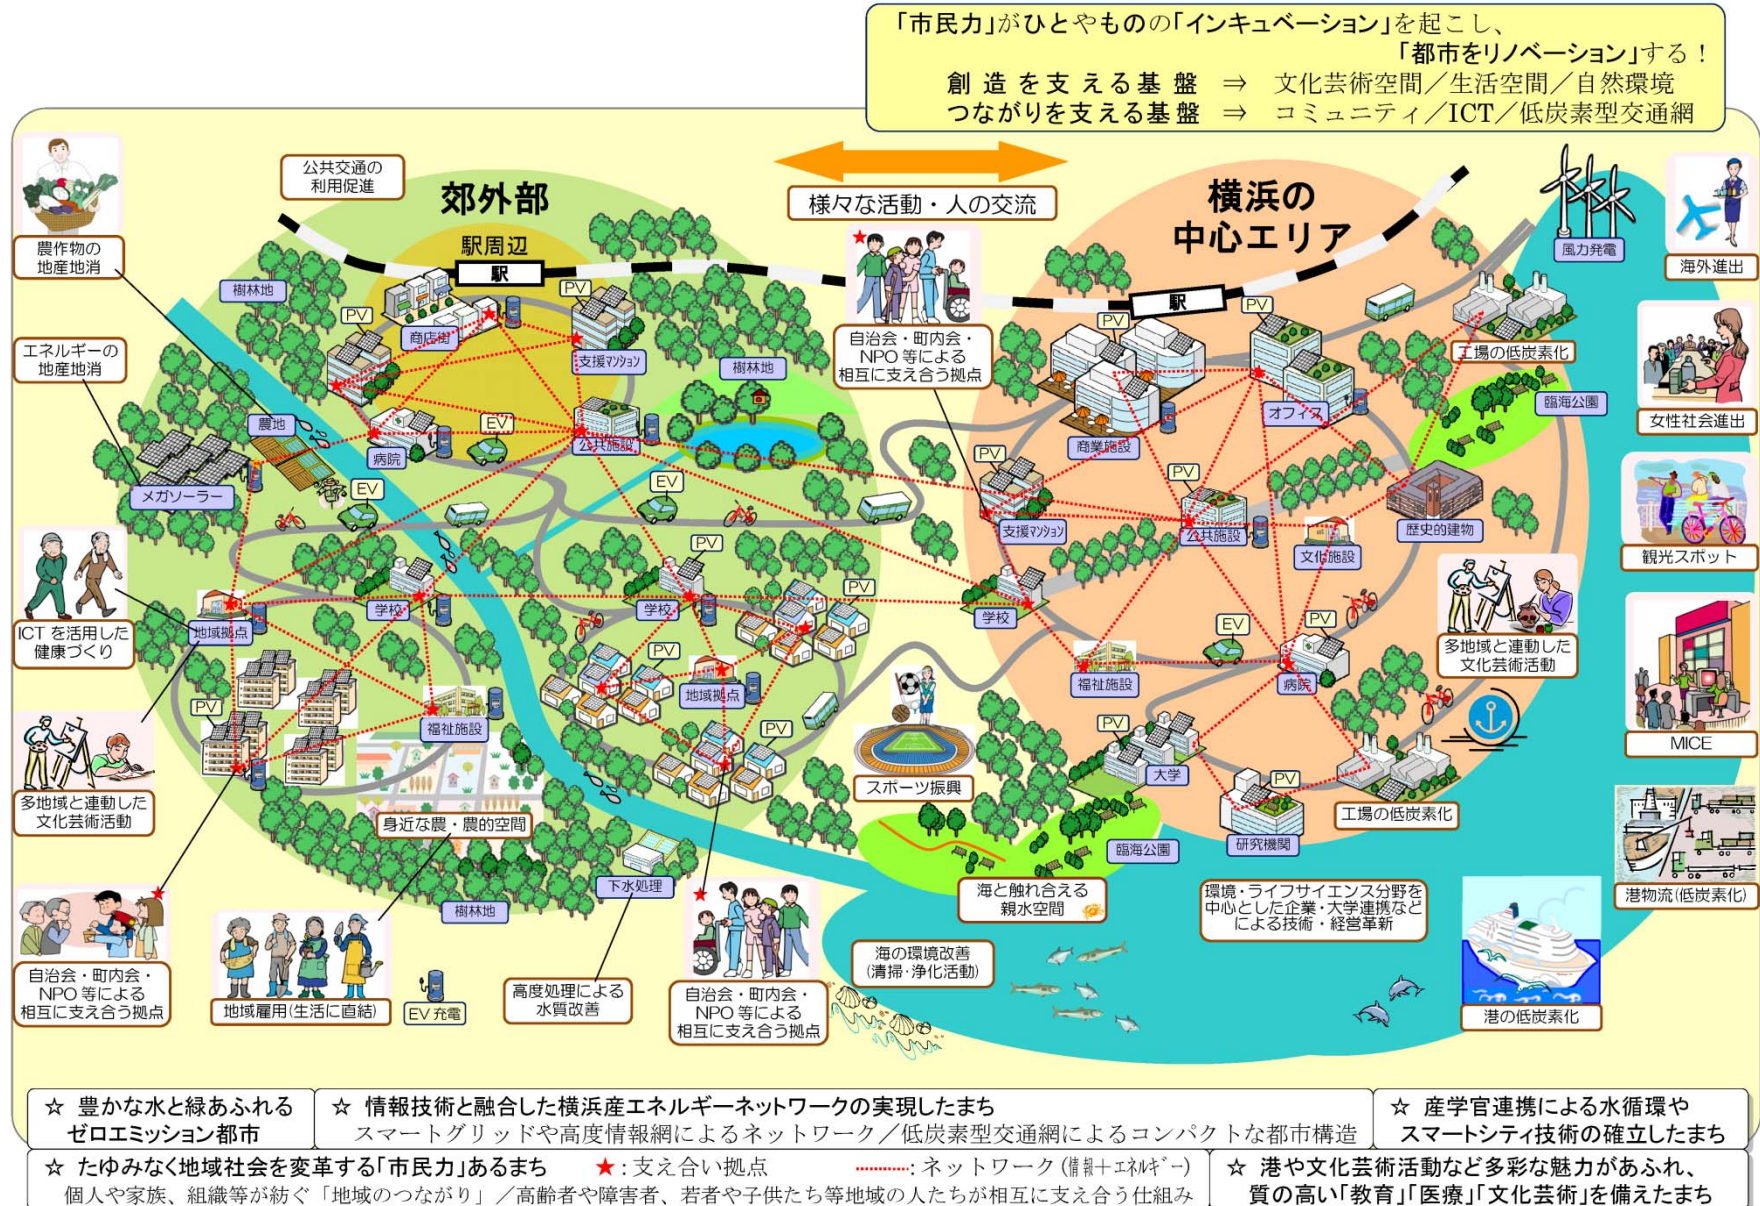 「市民力」がひとやものの「インキュベーション」を起こし、
「都市をリノベーション」する！
創造を支える基盤 ⇒ 文化芸術空間／生活空間／自然環境
つながりを支える基盤 ⇒ コミュニティ／ICT／低炭素型交通網
公共交通の
利用促進
郊外部
駅周辺
駅
様々な活動・人の交流
横浜の
中心エリア
駅
風力発電
海外進出
農作物の
地産地消
樹林地
PV
商店街
PV
支援マンション
樹林地
自治会・町内会・
NPO 等による
相互に支え合う拠点
PV
PV
工場の低炭素化
臨海公園
女性社会進出
エネルギーの
地産地消
農地
病院
EV
公共施設
商業施設
オフィス
メガソーラー
EV
EV
PV
支援マンション
PV
公共施設
文化施設
歴史的建物
観光スポット
ICT を活用した
健康づくり
地域拠点
学校
PV
学校
PV
学校
EV
PV
多地域と連動した
文化芸術活動
PV
福祉施設
PV
地域拠点
PV
福祉施設
病院
MICE
多地域と連動した
文化芸術活動
身近な農・農的空間
スポーツ振興
PV
大学
PV
研究機関
工場の低炭素化
臨海公園
下水処理
樹林地
海と触れ合える
親水空間
環境・ライフサイエンス分野を
中心とした企業・大学連携など
による技術・経営革新
港物流(低炭素化)
自治会・町内会・
NPO 等による
相互に支え合う拠点
地域雇用(生活に直結)
EV 充電
高度処理による
水質改善
自治会・町内会・
NPO 等による
相互に支え合う拠点
海の環境改善
(清掃・浄化活動)
港の低炭素化
☆ 豊かな水と緑あふれる
ゼロエミッション都市
☆ 情報技術と融合した横浜産エネルギーネットワークの実現したまち
スマートグリッドや高度情報網によるネットワーク／低炭素型交通網によるコンパクトな都市構造
☆ 産学官連携による水循環や
スマートシティ技術の確立したまち
☆ たゆみなく地域社会を変革する「市民力」あるまち ★：支え合い拠点 ………：ネットワーク（情報＋エネルギー）
個人や家族、組織等が紡ぐ「地域のつながり」／高齢者や障害者、若者や子供たち等地域の人たちが相互に支え合う仕組み
☆ 港や文化芸術活動など多彩な魅力があふれ、
質の高い「教育」「医療」「文化芸術」を備えたまち